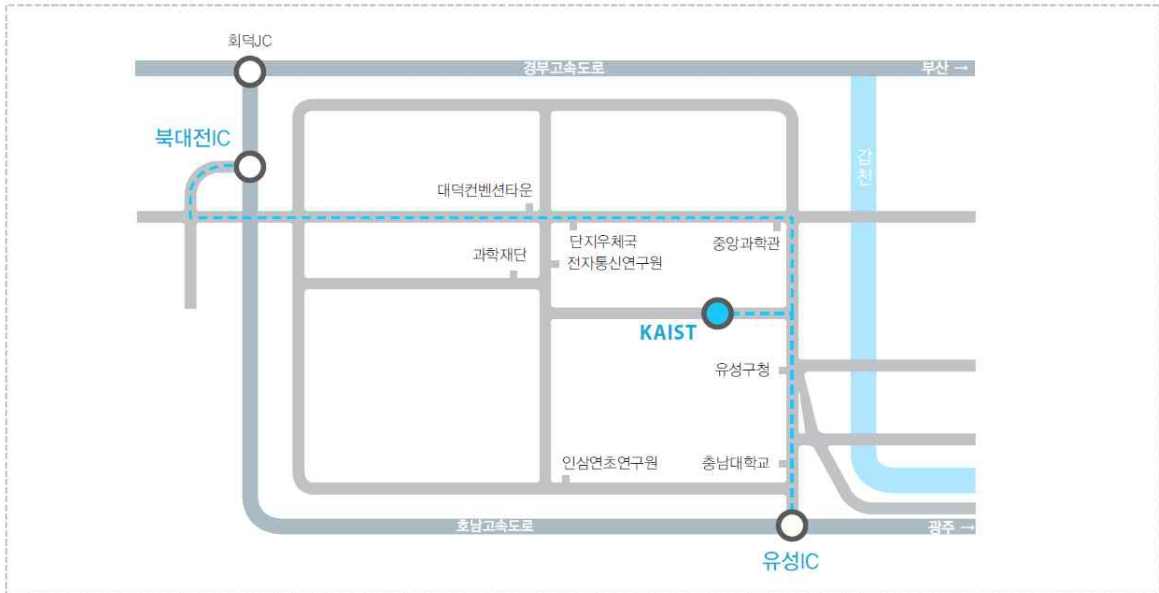 회덕JC
경부고속도로
부산 →
북대전IC
갑천
대덕컨벤션타운
단지우체국
중앙과학관
과학재단
전자통신연구원
KAIST
유성구청
인삼연초연구원
충남대학교
호남고속도로
광주 →
유성IC